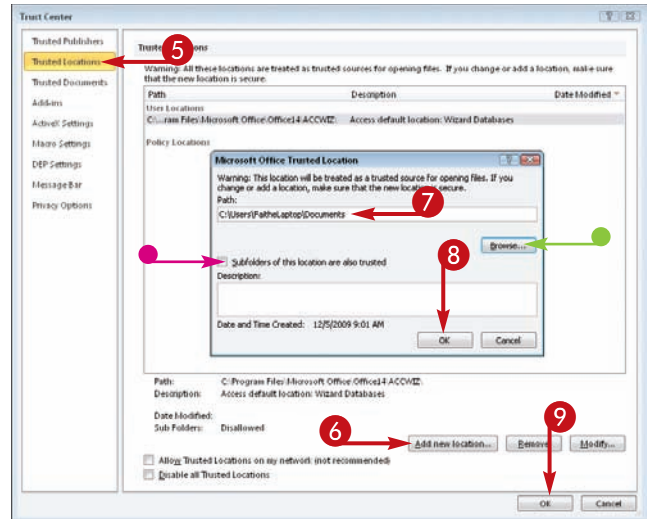 Trust Center
Trusted Publishers
Trusted Locations
Trusted Documents
Add-ins
ActiveX Settings
Macro Settings
DEP Settings
Message Bar
Privacy Options
5
Warning: All these locations are treated as trusted sources for opening files. If you change or add a location, make sure
that the new location is secure.
Path Description Date Modified
User Locations
C:\...ram Files\Microsoft Office\Office14\ACCWIZ\ Access default location: Wizard Databases
Policy Locations
Microsoft Office Trusted Location
Warning: This location will be treated as a trusted source for opening files. If you
change or add a location, make sure that the new location is secure.
Path:
C:\Users\FaitheLaptop\Documents
7
Browse...
8
Subfolders of this location are also trusted
Description:
Date and Time Created: 12/5/2009 9:01 AM
OK Cancel
Path: C:\Program Files\Microsoft Office\Office14\ACCWIZ\
Description: Access default location: Wizard Databases
Date Modified:
Sub Folders: Disallowed
6
9
Add new location... Remove Modify...
Allow Trusted Locations on my network (not recommended)
Disable all Trusted Locations
OK Cancel